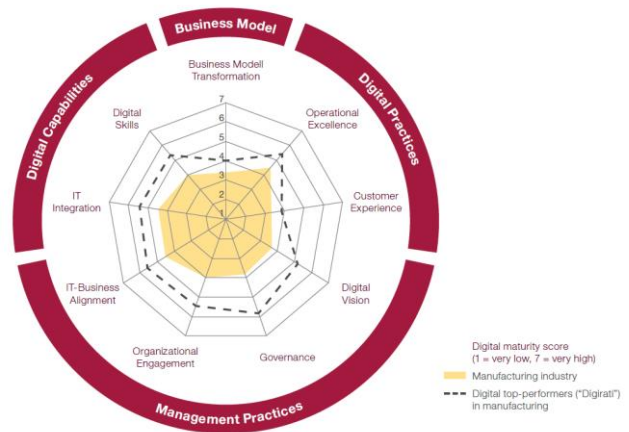 Business Model
Digital Capabilities
Digital Practices
Management Practices
Business Modell
Transformation
Operational
Excellence
Customer
Experience
Digital
Vision
Governance
Organizational
Engagement
IT-Business
Alignment
IT
Integration
Digital
Skills
7
6
5
4
3
2
1
Digital maturity score
(1 = very low, 7 = very high)
Manufacturing industry
Digital top-performers (“Digirati”)
in manufacturing